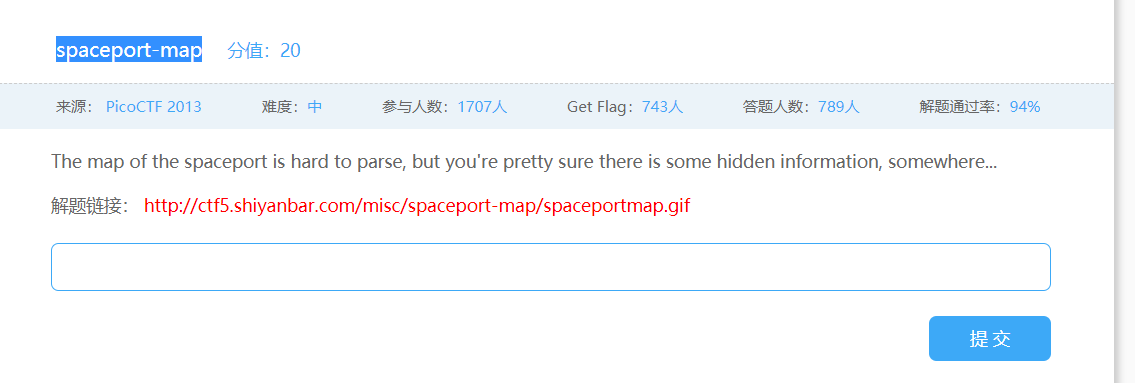 spaceport-map 分值：20
来源： PicoCTF 2013 难度：中 参与人数：1707人 Get Flag：743人 答题人数：789人 解题通过率：94%
The map of the spaceport is hard to parse, but you're pretty sure there is some hidden information, somewhere...
解题链接： http://ctf5.shiyanbar.com/misc/spaceport-map/spaceportmap.gif
提 交